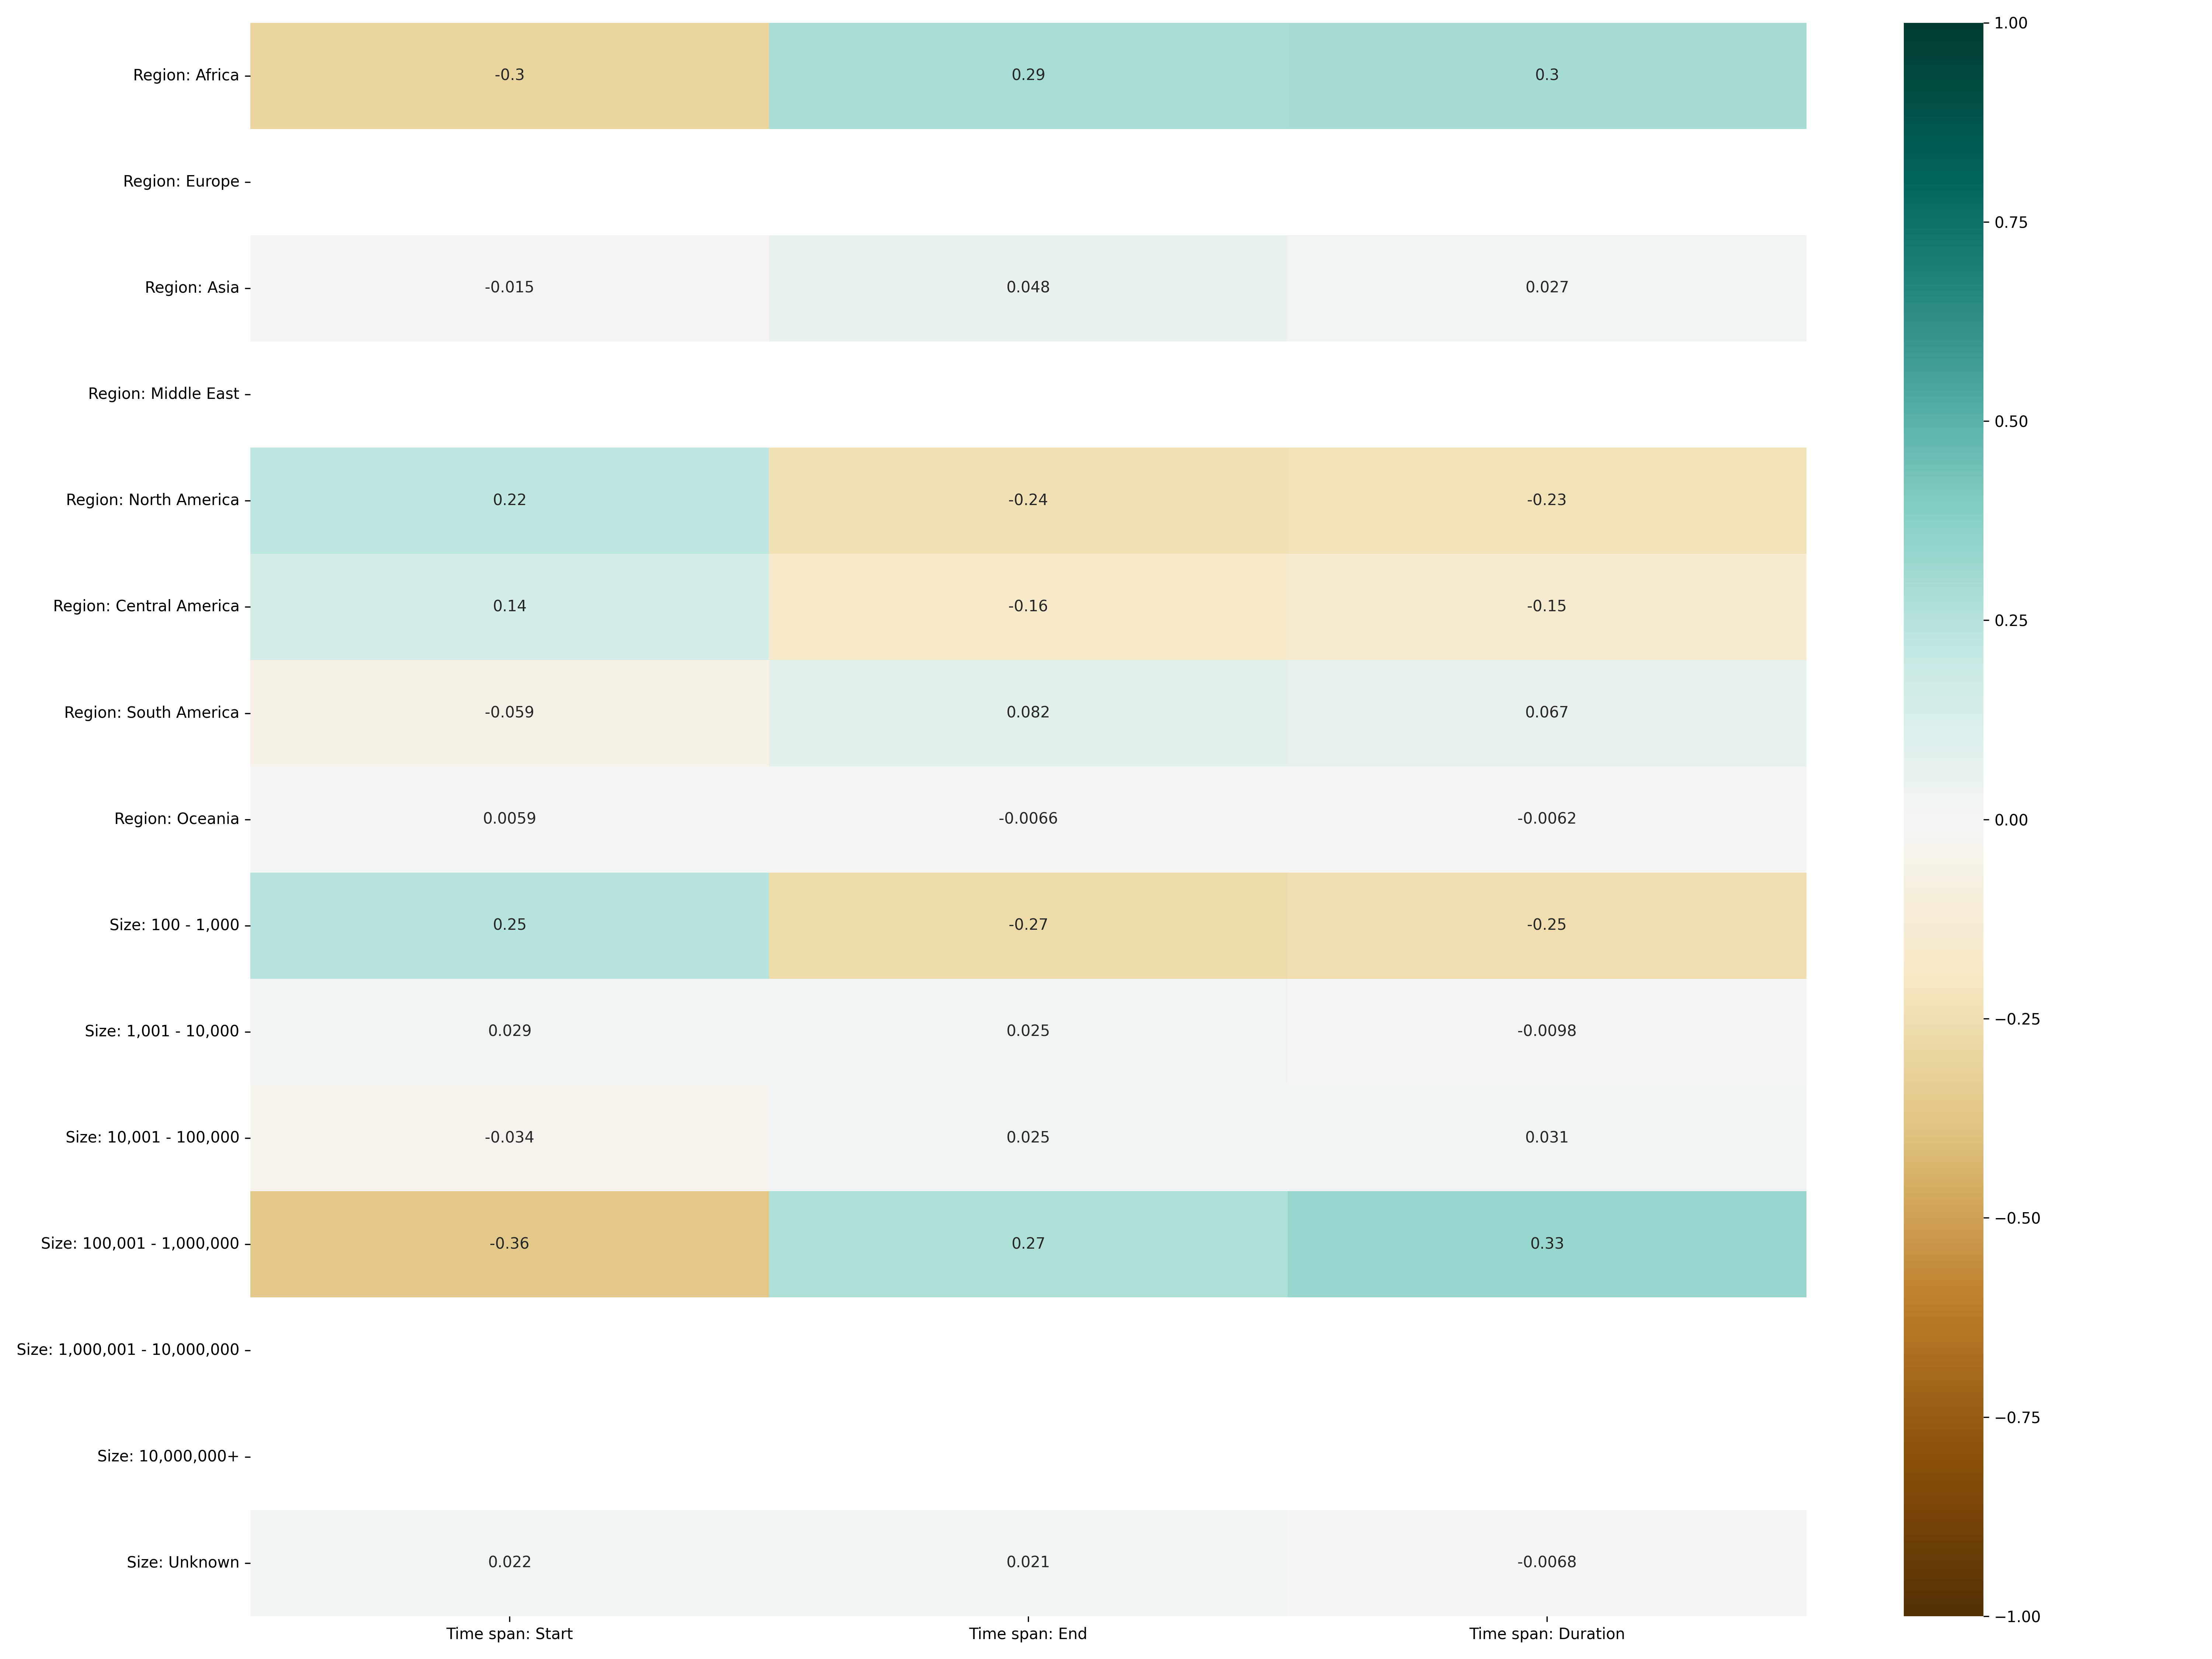 Region: Africa
-0.3 0.29 0.3
Region: Europe
Region: Asia
-0.015 0.048 0.027
Region: Middle East
Region: North America
0.22 -0.24 -0.23
Region: Central America
0.14 -0.16 -0.15
Region: South America
-0.059 0.082 0.067
Region: Oceania
0.0059 -0.0066 -0.0062
Size: 100 - 1,000
0.25 -0.27 -0.25
Size: 1,001 - 10,000
0.029 0.025 -0.0098
Size: 10,001 - 100,000
-0.034 0.025 0.031
Size: 100,001 - 1,000,000
-0.36 0.27 0.33
Size: 1,000,001 - 10,000,000
Size: 10,000,000+
Size: Unknown
0.022 0.021 -0.0068
Time span: Start
Time span: End
Time span: Duration
1.00
0.75
0.50
0.25
0.00
−0.25
−0.50
−0.75
−1.00